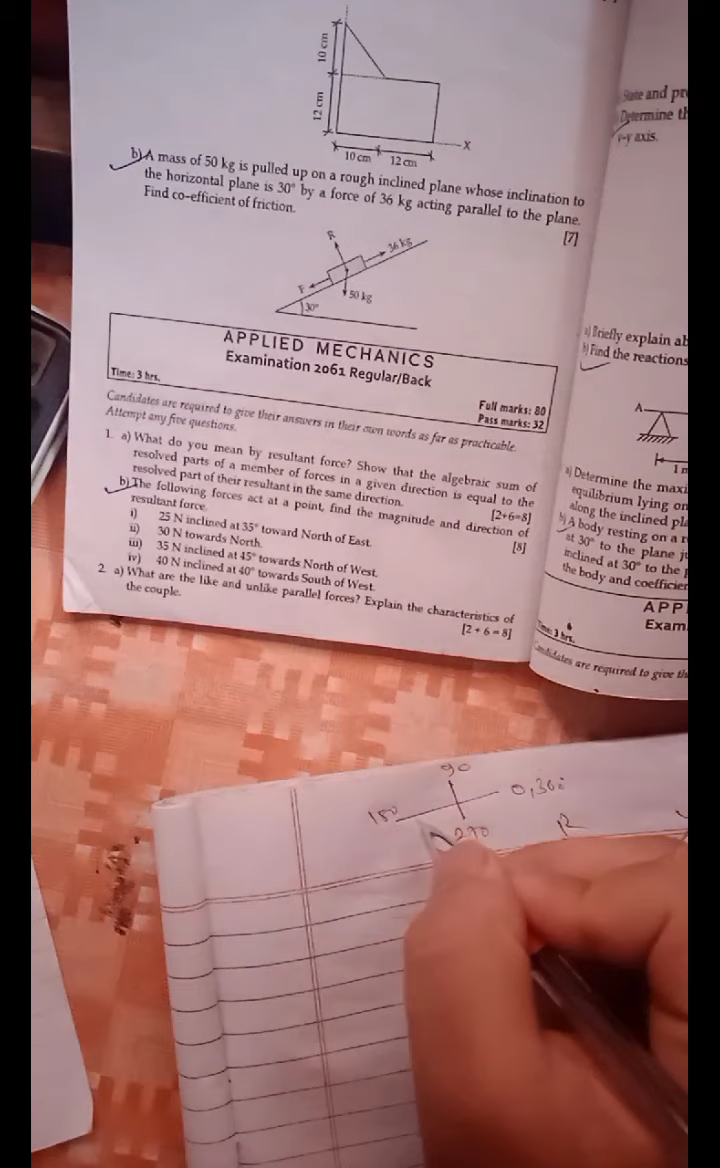 10 cm
12 cm
X
10 cm 12 cm
b) A mass of 50 kg is pulled up on a rough inclined plane whose inclination to
the horizontal plane is 30° by a force of 36 kg acting parallel to the plane.
Find co-efficient of friction.
[7]
R
36 kg
F
50 kg
30°
APPLIED MECHANICS
Examination 2061 Regular/Back
Time: 3 hrs.
Full marks: 80
Pass marks: 32
Candidates are required to give their answers in their own words as far as practicable.
Attempt any five questions.
1. a) What do you mean by resultant force? Show that the algebraic sum of
resolved parts of a member of forces in a given direction is equal to the
resolved part of their resultant in the same direction.
[2+6=8]
b) The following forces act at a point, find the magnitude and direction of
resultant force.
[8]
i) 25 N inclined at 35° toward North of East.
ii) 30 N towards North.
iii) 35 N inclined at 45° towards North of West.
iv) 40 N inclined at 40° towards South of West.
2. a) What are the like and unlike parallel forces? Explain the characteristics of
the couple.
[2 + 6 = 8]
State and
Determine
y-y axis.
a) Briefly explain
b) Find the reactions
A
1
a) Determine the
equilibrium lying
along the inclined
b) A body resting on a
at 30° to the plane
inclined at 30° to the
the body and
Time: 3 hrs.
Candidates are required to give
90
0,360
180
270
R